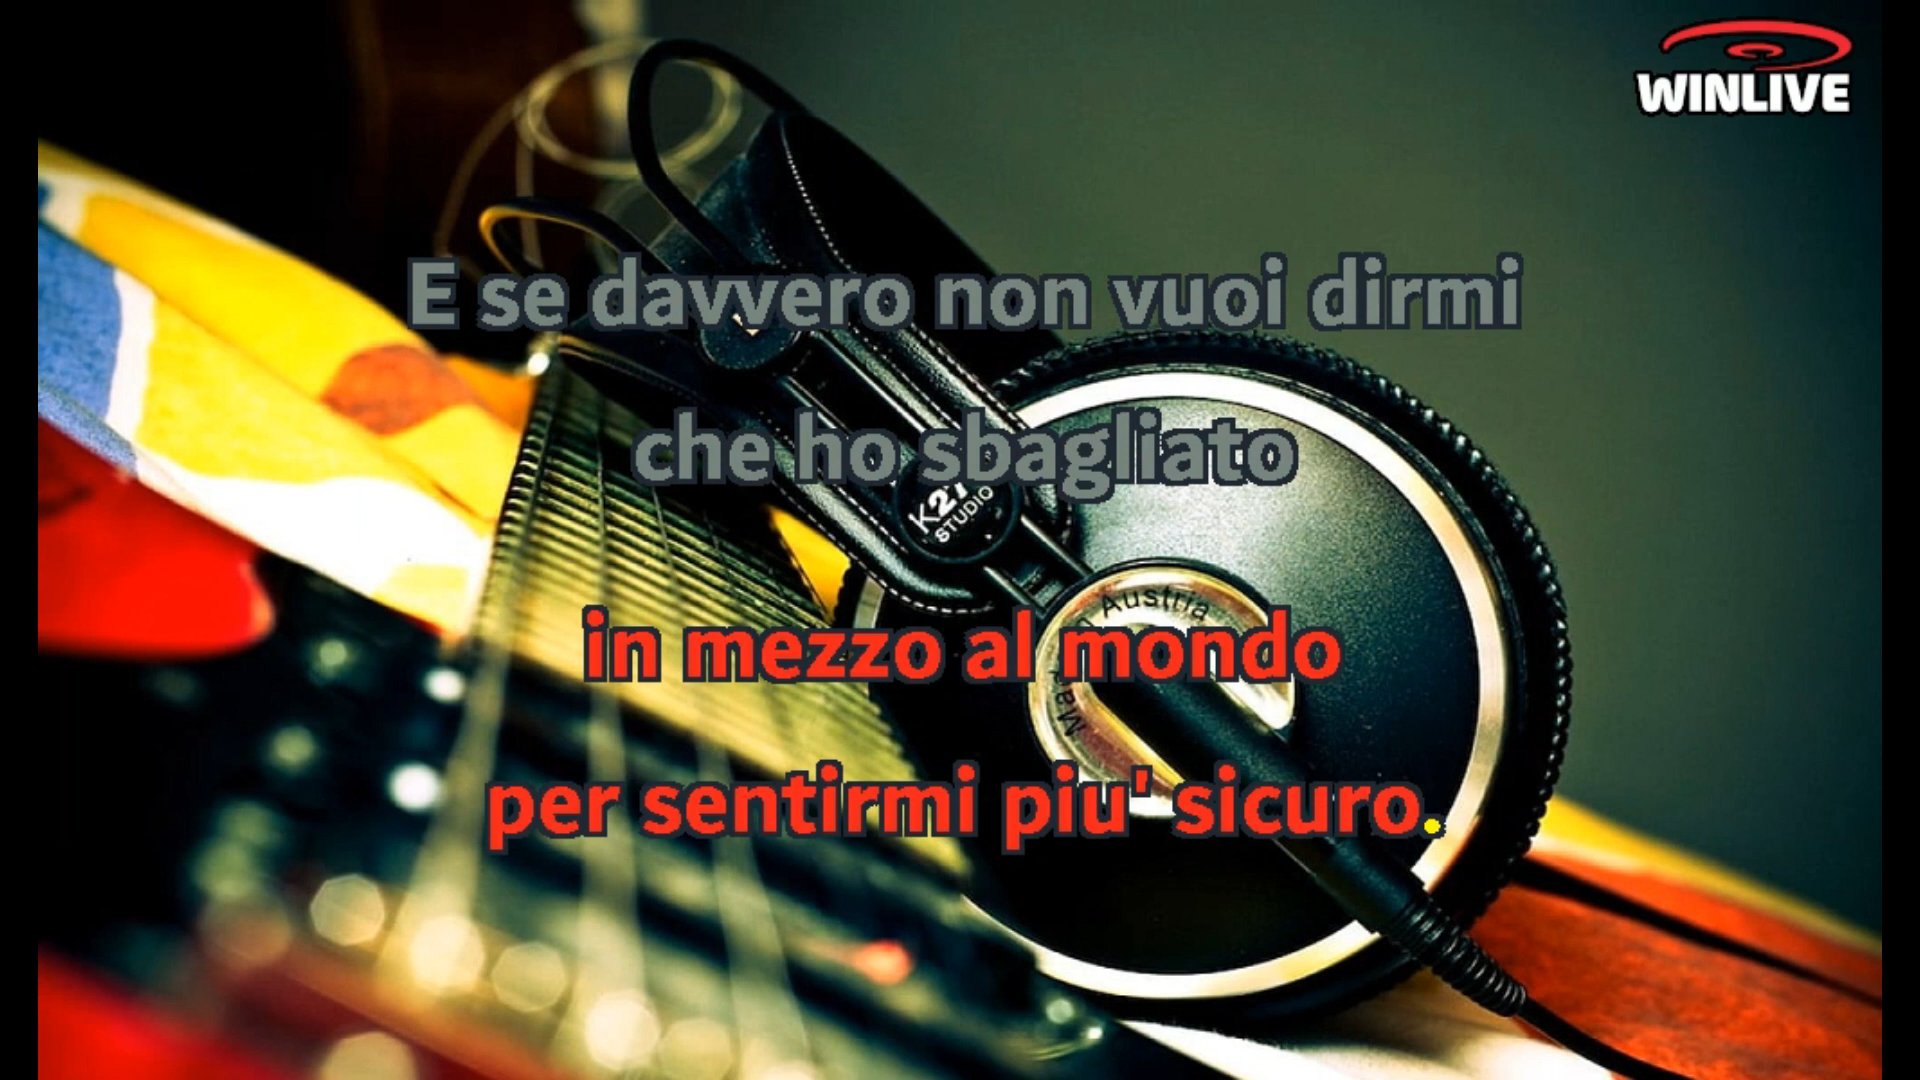 WINLIVE
E se davvero non vuoi dirmi
che ho sbagliato
K27
STUDIO
Austria
in mezzo al mondo
per sentirmi piu' sicuro.